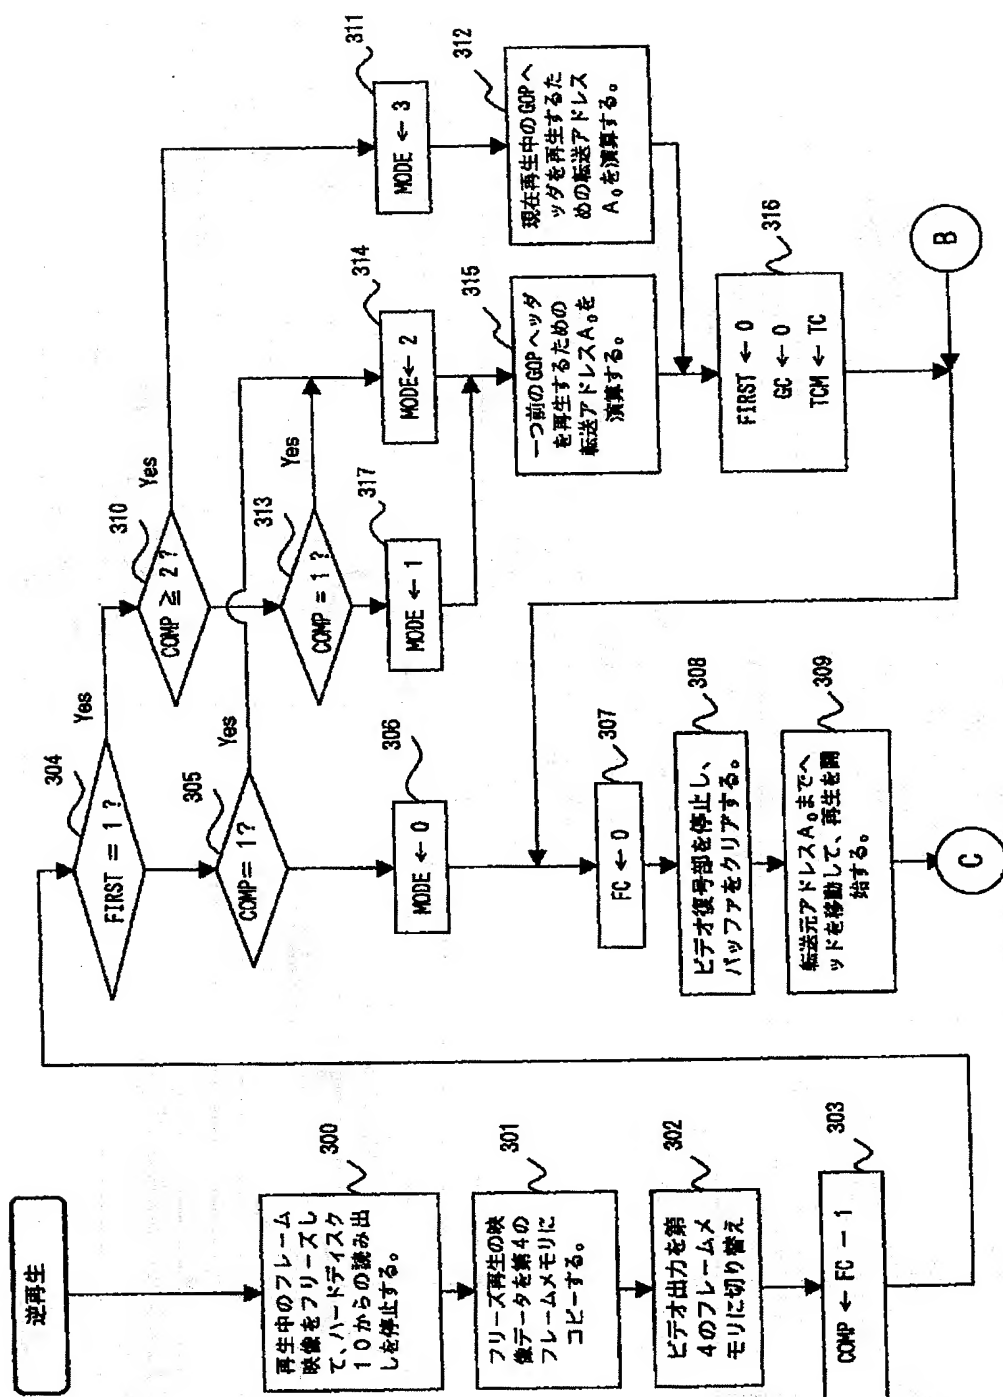 逆再生
300
再生中のフレーム
映像をフリーズし
て、ハードディスク
10からの読み出
しを停止する。
301
フリーズ再生の映
像データを第4の
フレームメモリに
コピーする。
302
ビデオ出力を第
4のフレームメ
モリに切り替え
303
COMP ← FC − 1
304
FIRST = 1 ?
Yes
305
COMP= 1?
Yes
306
MODE ← 0
307
FC ← 0
308
ビデオ復号部を停止し、
バッファをクリアする。
309
転送元アドレスA0までへ
ッドを移動して、再生を開
始する。
C
310
COMP ≧ 2 ?
Yes
313
COMP = 1 ?
Yes
317
MODE ← 1
314
MODE← 2
315
一つ前のGOPヘッダ
を再生するための
転送アドレスA0を
演算する。
311
MODE ← 3
312
現在再生中のGOPヘ
ッダを再生するた
めの転送アドレス
A0を演算する。
316
FIRST ← 0
GC ← 0
TCM ← TC
B